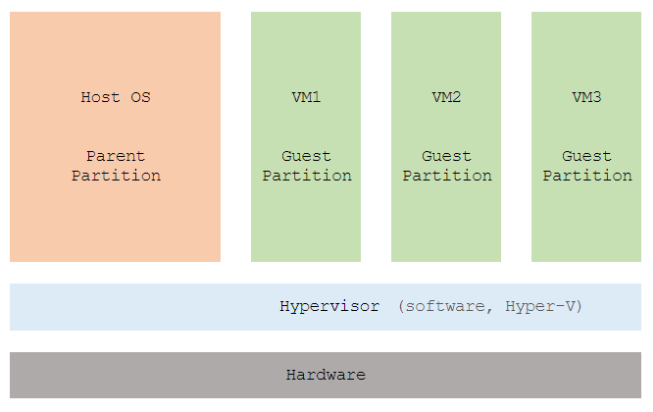 Host OS
Parent
Partition
VM1
Guest
Partition
VM2
Guest
Partition
VM3
Guest
Partition
Hypervisor (software, Hyper-V)
Hardware